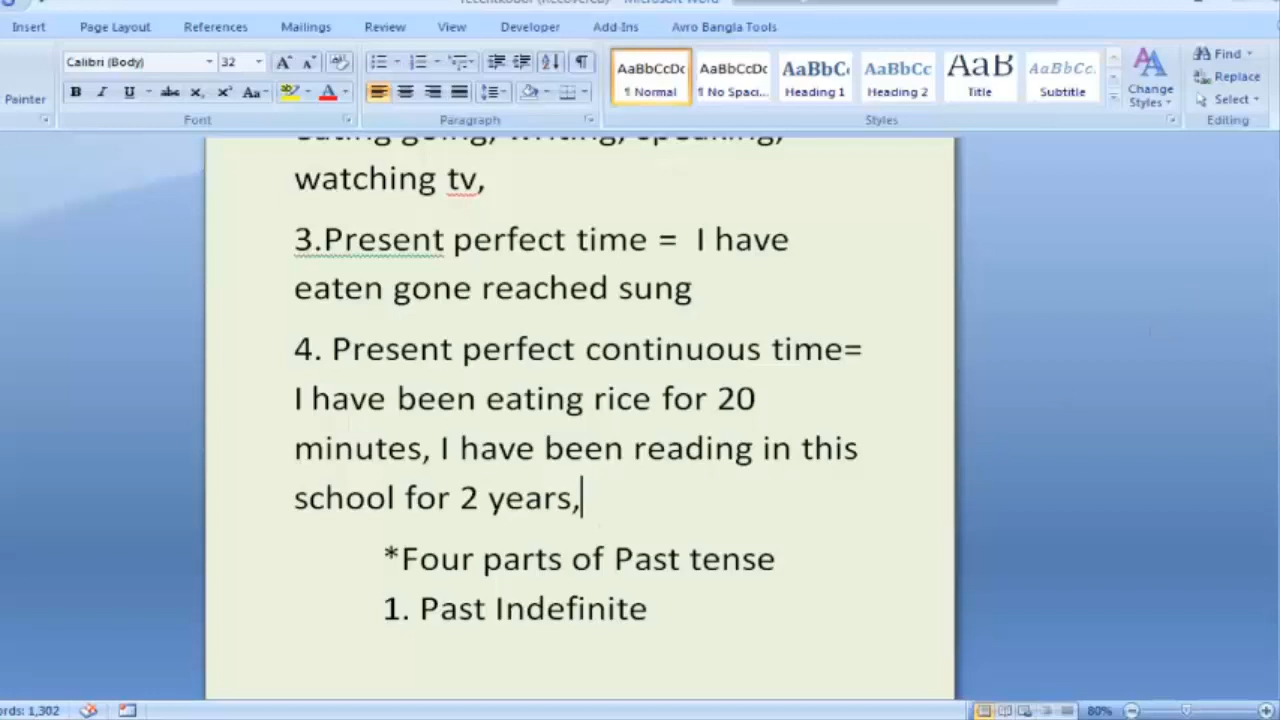 Insert Page Layout References Mailings Review View Developer Add-Ins Avro Bangla Tools
Calibri (Body) 32
AaBbCcDc AaBbCcDc AaBbC AaBbCc AaB AaBbCc.
¶ Normal ¶ No Spaci... Heading 1 Heading 2 Title Subtitle
Change Styles
Find
Replace
Select
Painter
Font Paragraph Styles Editing
eating going, writing, speaking,
watching tv,
3.Present perfect time = I have
eaten gone reached sung
4. Present perfect continuous time=
I have been eating rice for 20
minutes, I have been reading in this
school for 2 years,
*Four parts of Past tense
1. Past Indefinite
ords: 1,302
80%